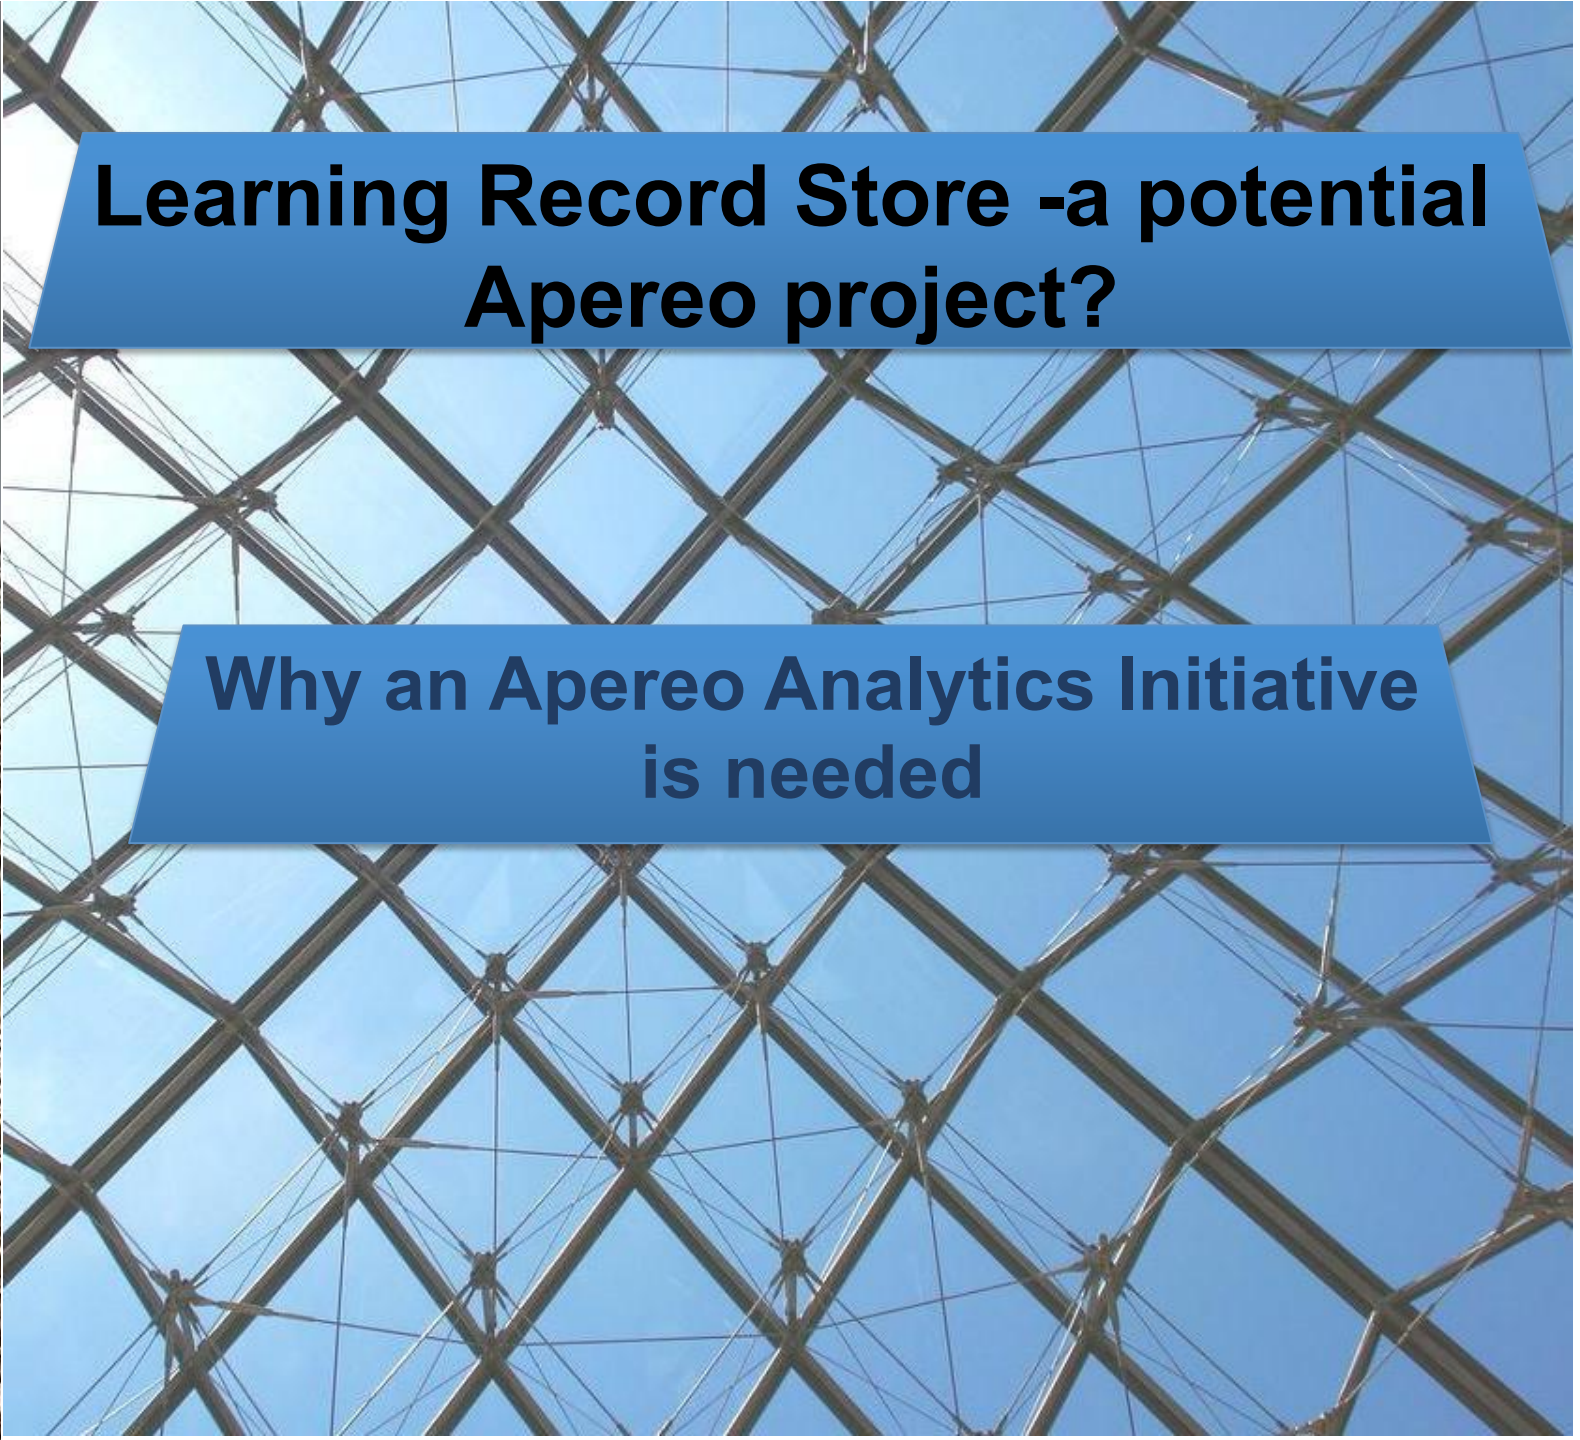 Learning Record Store -a potential
Apereo project?
Why an Apereo Analytics Initiative
is needed